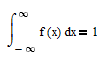 ∫_{-∞}^{∞} f (x) dx = 1